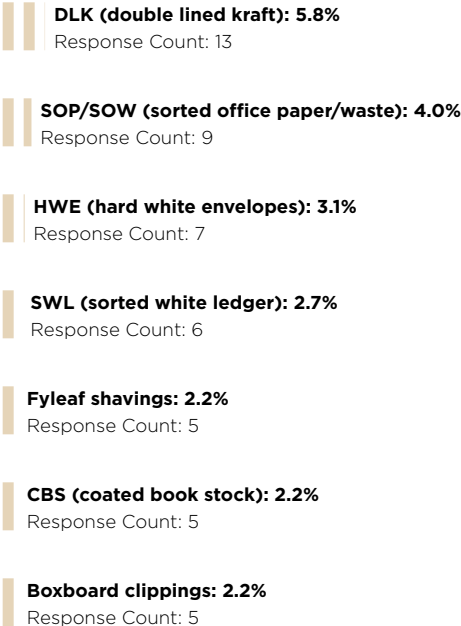 DLK (double lined kraft): 5.8%
Response Count: 13
SOP/SOW (sorted office paper/waste): 4.0%
Response Count: 9
HWE (hard white envelopes): 3.1%
Response Count: 7
SWL (sorted white ledger): 2.7%
Response Count: 6
Fyleaf shavings: 2.2%
Response Count: 5
CBS (coated book stock): 2.2%
Response Count: 5
Boxboard clippings: 2.2%
Response Count: 5